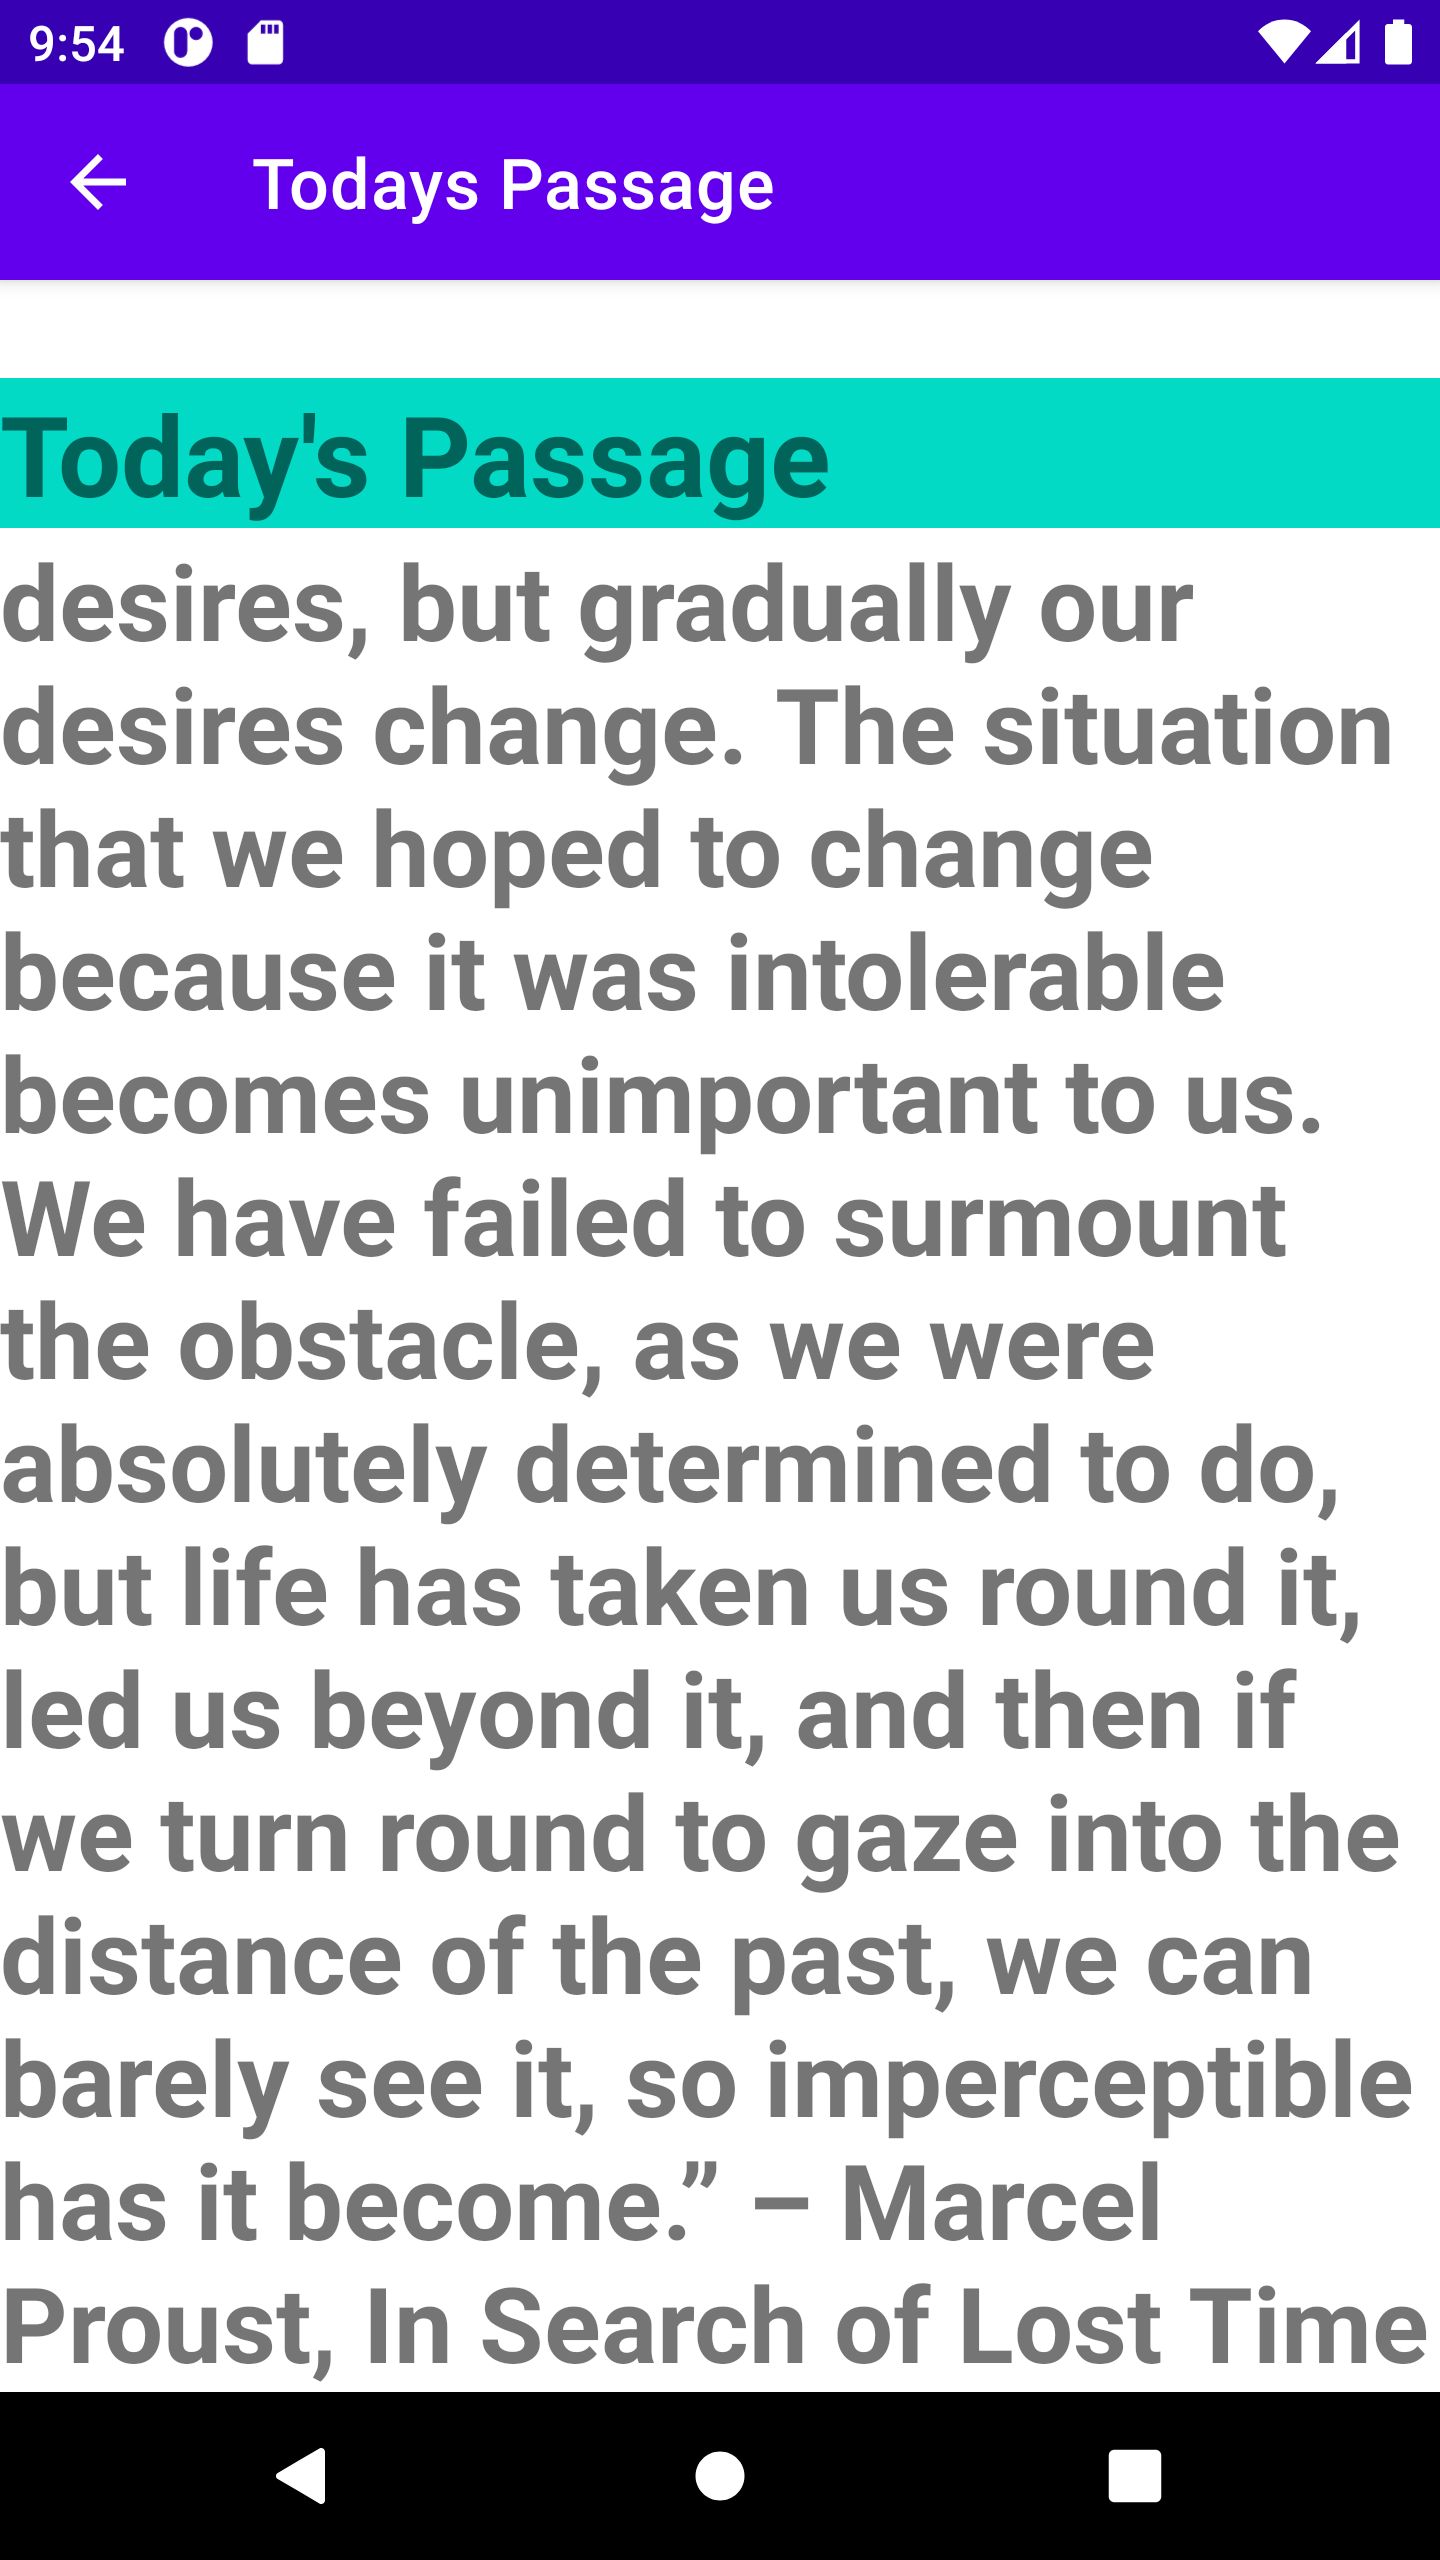 9:54
Todays Passage
Today's Passage
desires, but gradually our
desires change. The situation
that we hoped to change
because it was intolerable
becomes unimportant to us.
We have failed to surmount
the obstacle, as we were
absolutely determined to do,
but life has taken us round it,
led us beyond it, and then if
we turn round to gaze into the
distance of the past, we can
barely see it, so imperceptible
has it become.” – Marcel
Proust, In Search of Lost Time